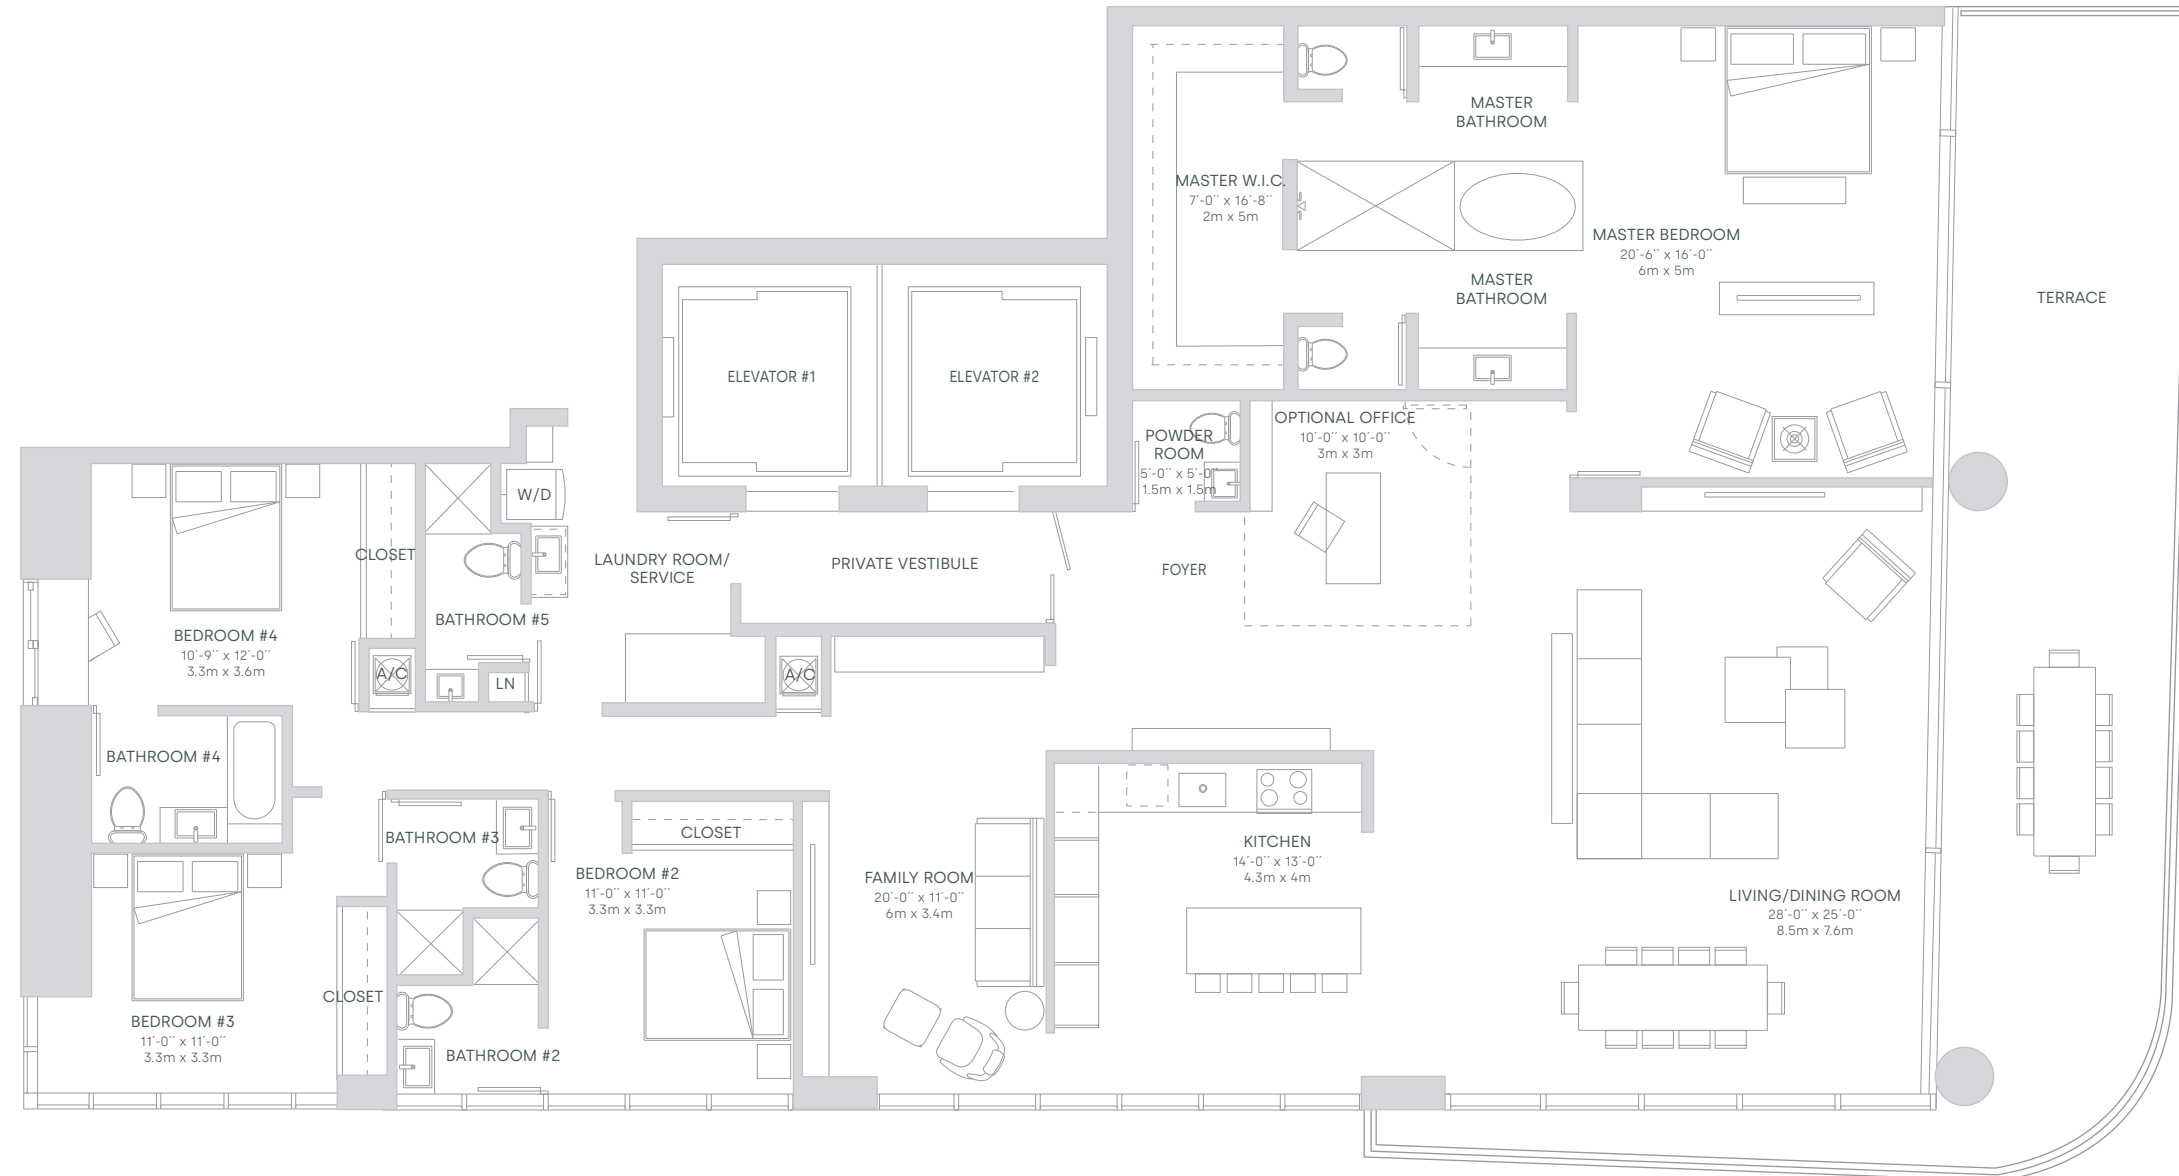 MASTER
BATHROOM
MASTER W.I.C.
7´-0´´ x 16´-8´´
2m x 5m
MASTER BEDROOM
20´-6´´ x 16´-0´´
6m x 5m
MASTER
BATHROOM
TERRACE
ELEVATOR #1
ELEVATOR #2
OPTIONAL OFFICE
10´-0´´ x 10´-0´´
3m x 3m
POWDER
ROOM
5´-0´´ x 5´-0´´
1.5m x 1.5m
W/D
CLOSET
LAUNDRY ROOM/
SERVICE
PRIVATE VESTIBULE
FOYER
BATHROOM #5
BEDROOM #4
10´-9´´ x 12´-0´´
3.3m x 3.6m
A/C
LN
A/C
BATHROOM #4
BATHROOM #3
CLOSET
KITCHEN
14´-0´´ x 13´-0´´
4.3m x 4m
BEDROOM #2
11´-0´´ x 11´-0´´
3.3m x 3.3m
FAMILY ROOM
20´-0´´ x 11´-0´´
6m x 3.4m
LIVING/DINING ROOM
28´-0´´ x 25´-0´´
8.5m x 7.6m
CLOSET
BEDROOM #3
11´-0´´ x 11´-0´´
3.3m x 3.3m
BATHROOM #2